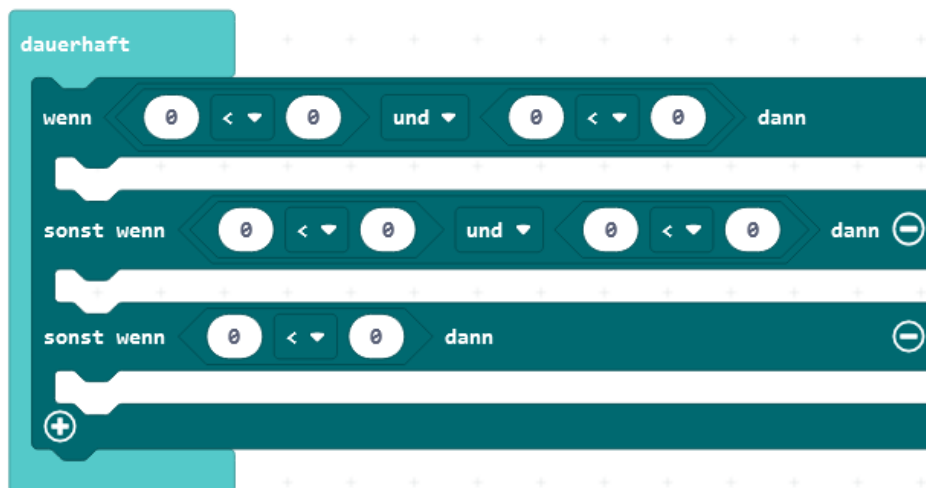 dauerhaft
wenn 0 < 0 und 0 < 0 dann
sonst wenn 0 < 0 und 0 < 0 dann
sonst wenn 0 < 0 dann